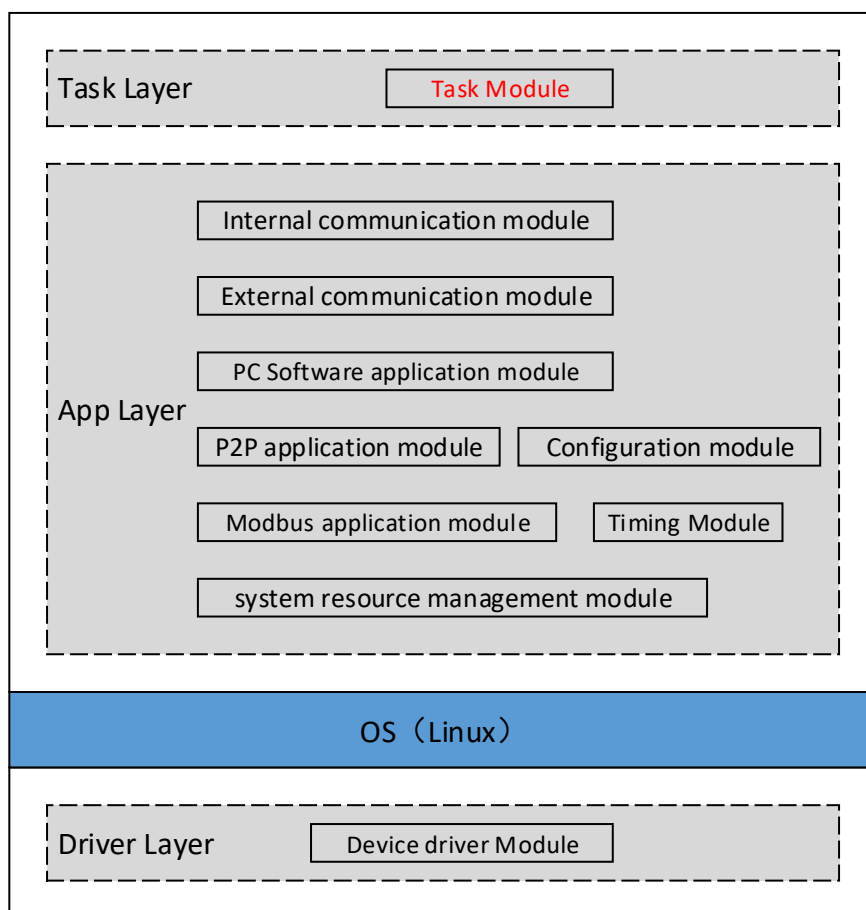 Task Layer
Task Module
Internal communication module
External communication module
PC Software application module
App Layer
P2P application module
Configuration module
Modbus application module
Timing Module
system resource management module
OS（Linux）
Driver Layer
Device driver Module